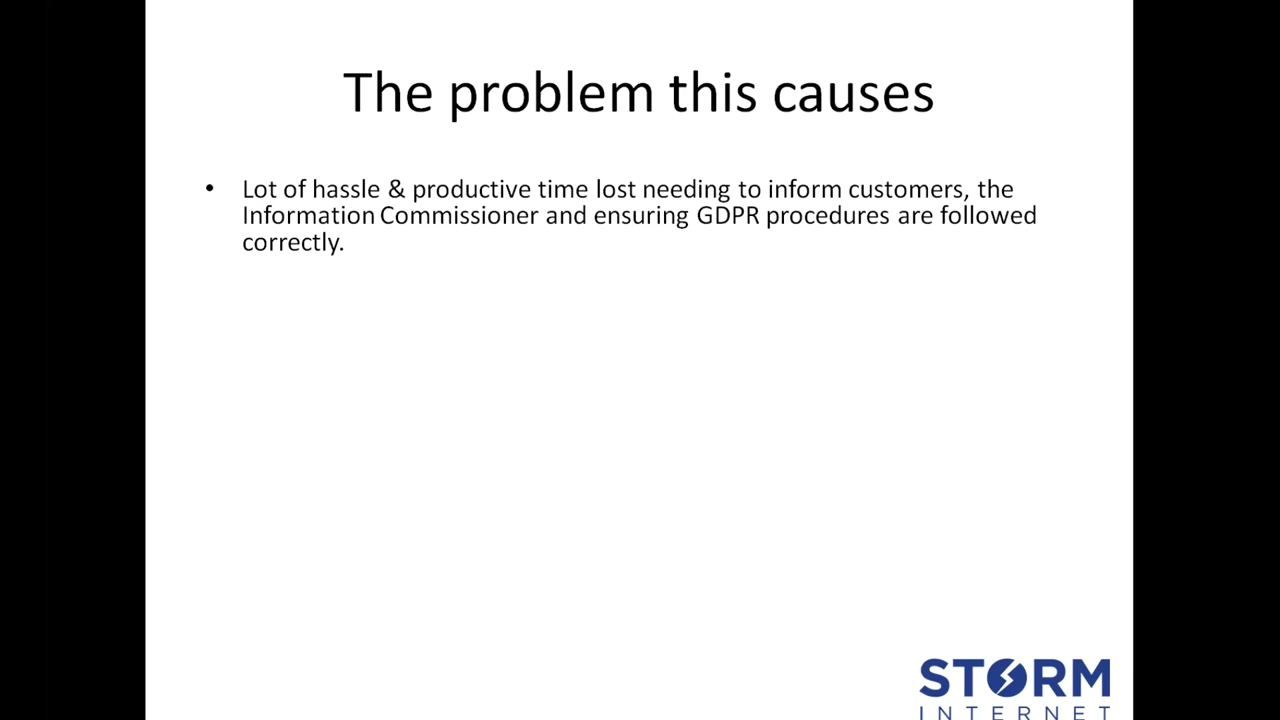 The problem this causes
• Lot of hassle & productive time lost needing to inform customers, the
Information Commissioner and ensuring GDPR procedures are followed
correctly.
STORM
INTERNET